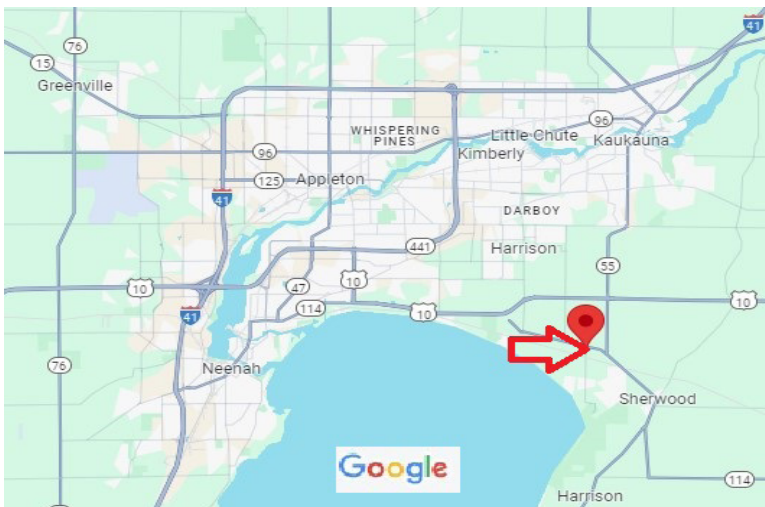 41
76
15
Greenville
WHISPERING
PINES
96
Little Chute
96
Kimberly
Kaukauna
125
Appleton
41
DARBOY
441
Harrison
55
10
47
10
114
10
10
41
76
Neenah
Sherwood
Google
114
Harrison